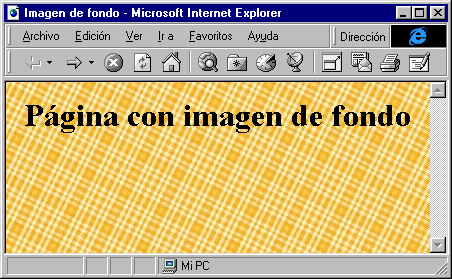 Imagen de fondo - Microsoft Internet Explorer
Archivo Edición Ver Ir a Favoritos Ayuda Dirección
Página con imagen de fondo
Mi PC